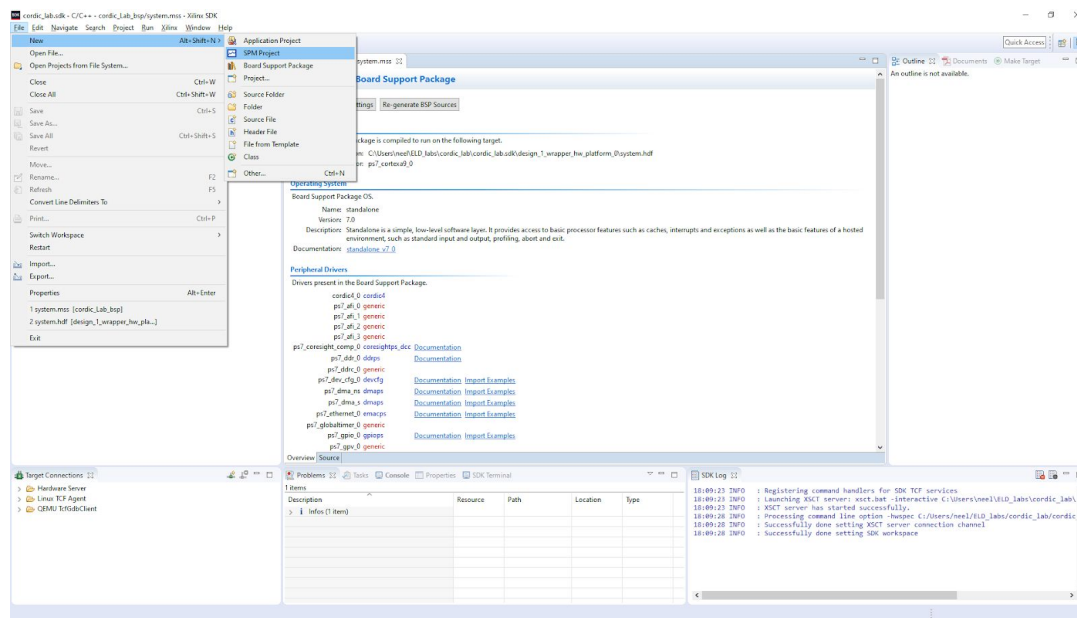 cordic_lab.sdk - C/C++ - cordic_Lab_bsp/system.mss - Xilinx SDK
File Edit Navigate Search Project Run Xilinx Window Help
Quick Access
New Alt+Shift+N >
Open File...
Open Projects from File System...
Close Ctrl+W
Close All Ctrl+Shift+W
Save Ctrl+S
Save As...
Save All Ctrl+Shift+S
Revert
Move...
Rename... F2
Refresh F5
Convert Line Delimiters To >
Print... Ctrl+P
Switch Workspace >
Restart
Import...
Export...
Properties Alt+Enter
1 system.mss [cordic_Lab_bsp]
2 system.hdf [design_1_wrapper_hw_pla...]
Exit
Application Project
SPM Project
Board Support Package
Project...
Source Folder
Folder
Source File
Header File
File from Template
Class
Other... Ctrl+N
system.mss
Board Support Package
ttings Re-generate BSP Sources
ackage is compiled to run on the following target.
C:\Users\neel\ELD_labs\cordic_lab\cordic_lab.sdk\design_1_wrapper_hw_platform_0\system.hdf
ps7_cortexa9_0
Operating System
Board Support Package OS.
Name: standalone
Version: 7.0
Description: Standalone is a simple, low-level software layer. It provides access to basic processor features such as caches, interrupts and exceptions as well as the basic features of a hosted
environment, such as standard input and output, profiling, abort and exit.
Documentation: standalone_v7_0
Peripheral Drivers
Drivers present in the Board Support Package.
cordic4_0 cordic4
ps7_afi_0 generic
ps7_afi_1 generic
ps7_afi_2 generic
ps7_afi_3 generic
ps7_coresight_comp_0 coresightps_dcc Documentation
ps7_ddr_0 ddrps Documentation
ps7_ddrc_0 generic
ps7_dev_cfg_0 devcfg Documentation Import Examples
ps7_dma_ns dmaps Documentation Import Examples
ps7_dma_s dmaps Documentation Import Examples
ps7_ethernet_0 emacps Documentation Import Examples
ps7_globaltimer_0 generic
ps7_gpio_0 gpiops Documentation Import Examples
ps7_gpv_0 generic
Overview Source
Outline Documents Make Target
An outline is not available.
Target Connections
Hardware Server
Linux TCF Agent
QEMU TcfGdbClient
Problems Tasks Console Properties SDK Terminal
1 items
Description Resource Path Location Type
Infos (1 item)
SDK Log
18:09:23 INFO : Registering command handlers for SDK TCF services
18:09:23 INFO : Launching XSCT server: xsct.bat -interactive C:\Users\neel\ELD_labs\cordic_lab\
18:09:23 INFO : XSCT server has started successfully.
18:09:28 INFO : Processing command line option -hwspec C:/Users/neel/ELD_labs/cordic_lab/cordic_
18:09:28 INFO : Successfully done setting XSCT server connection channel
18:09:28 INFO : Successfully done setting SDK workspace